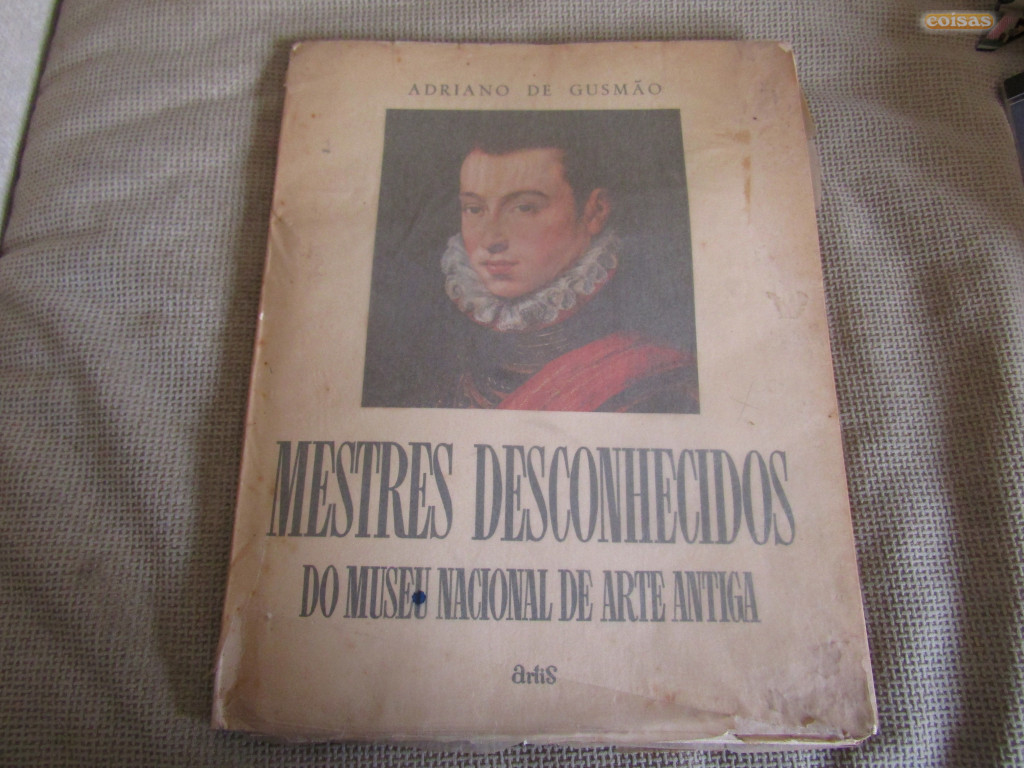 coisas
ADRIANO DE GUSMÃO
MESTRES DESCONHECIDOS
DO MUSEU NACIONAL DE ARTE ANTIGA
artis